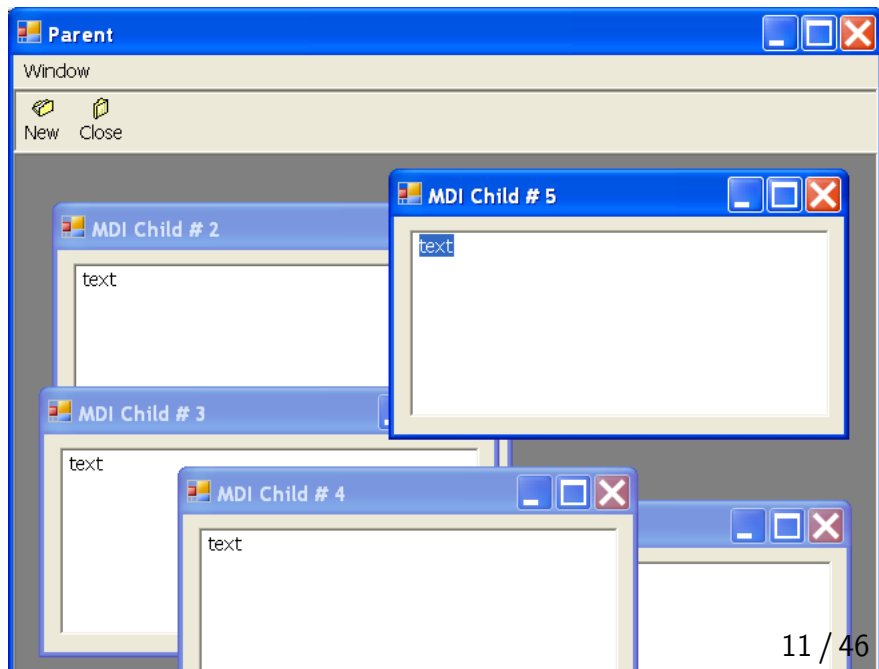 Parent
Window
New Close
MDI Child # 5
text
MDI Child # 2
text
MDI Child # 3
text
MDI Child # 4
text
11 / 46